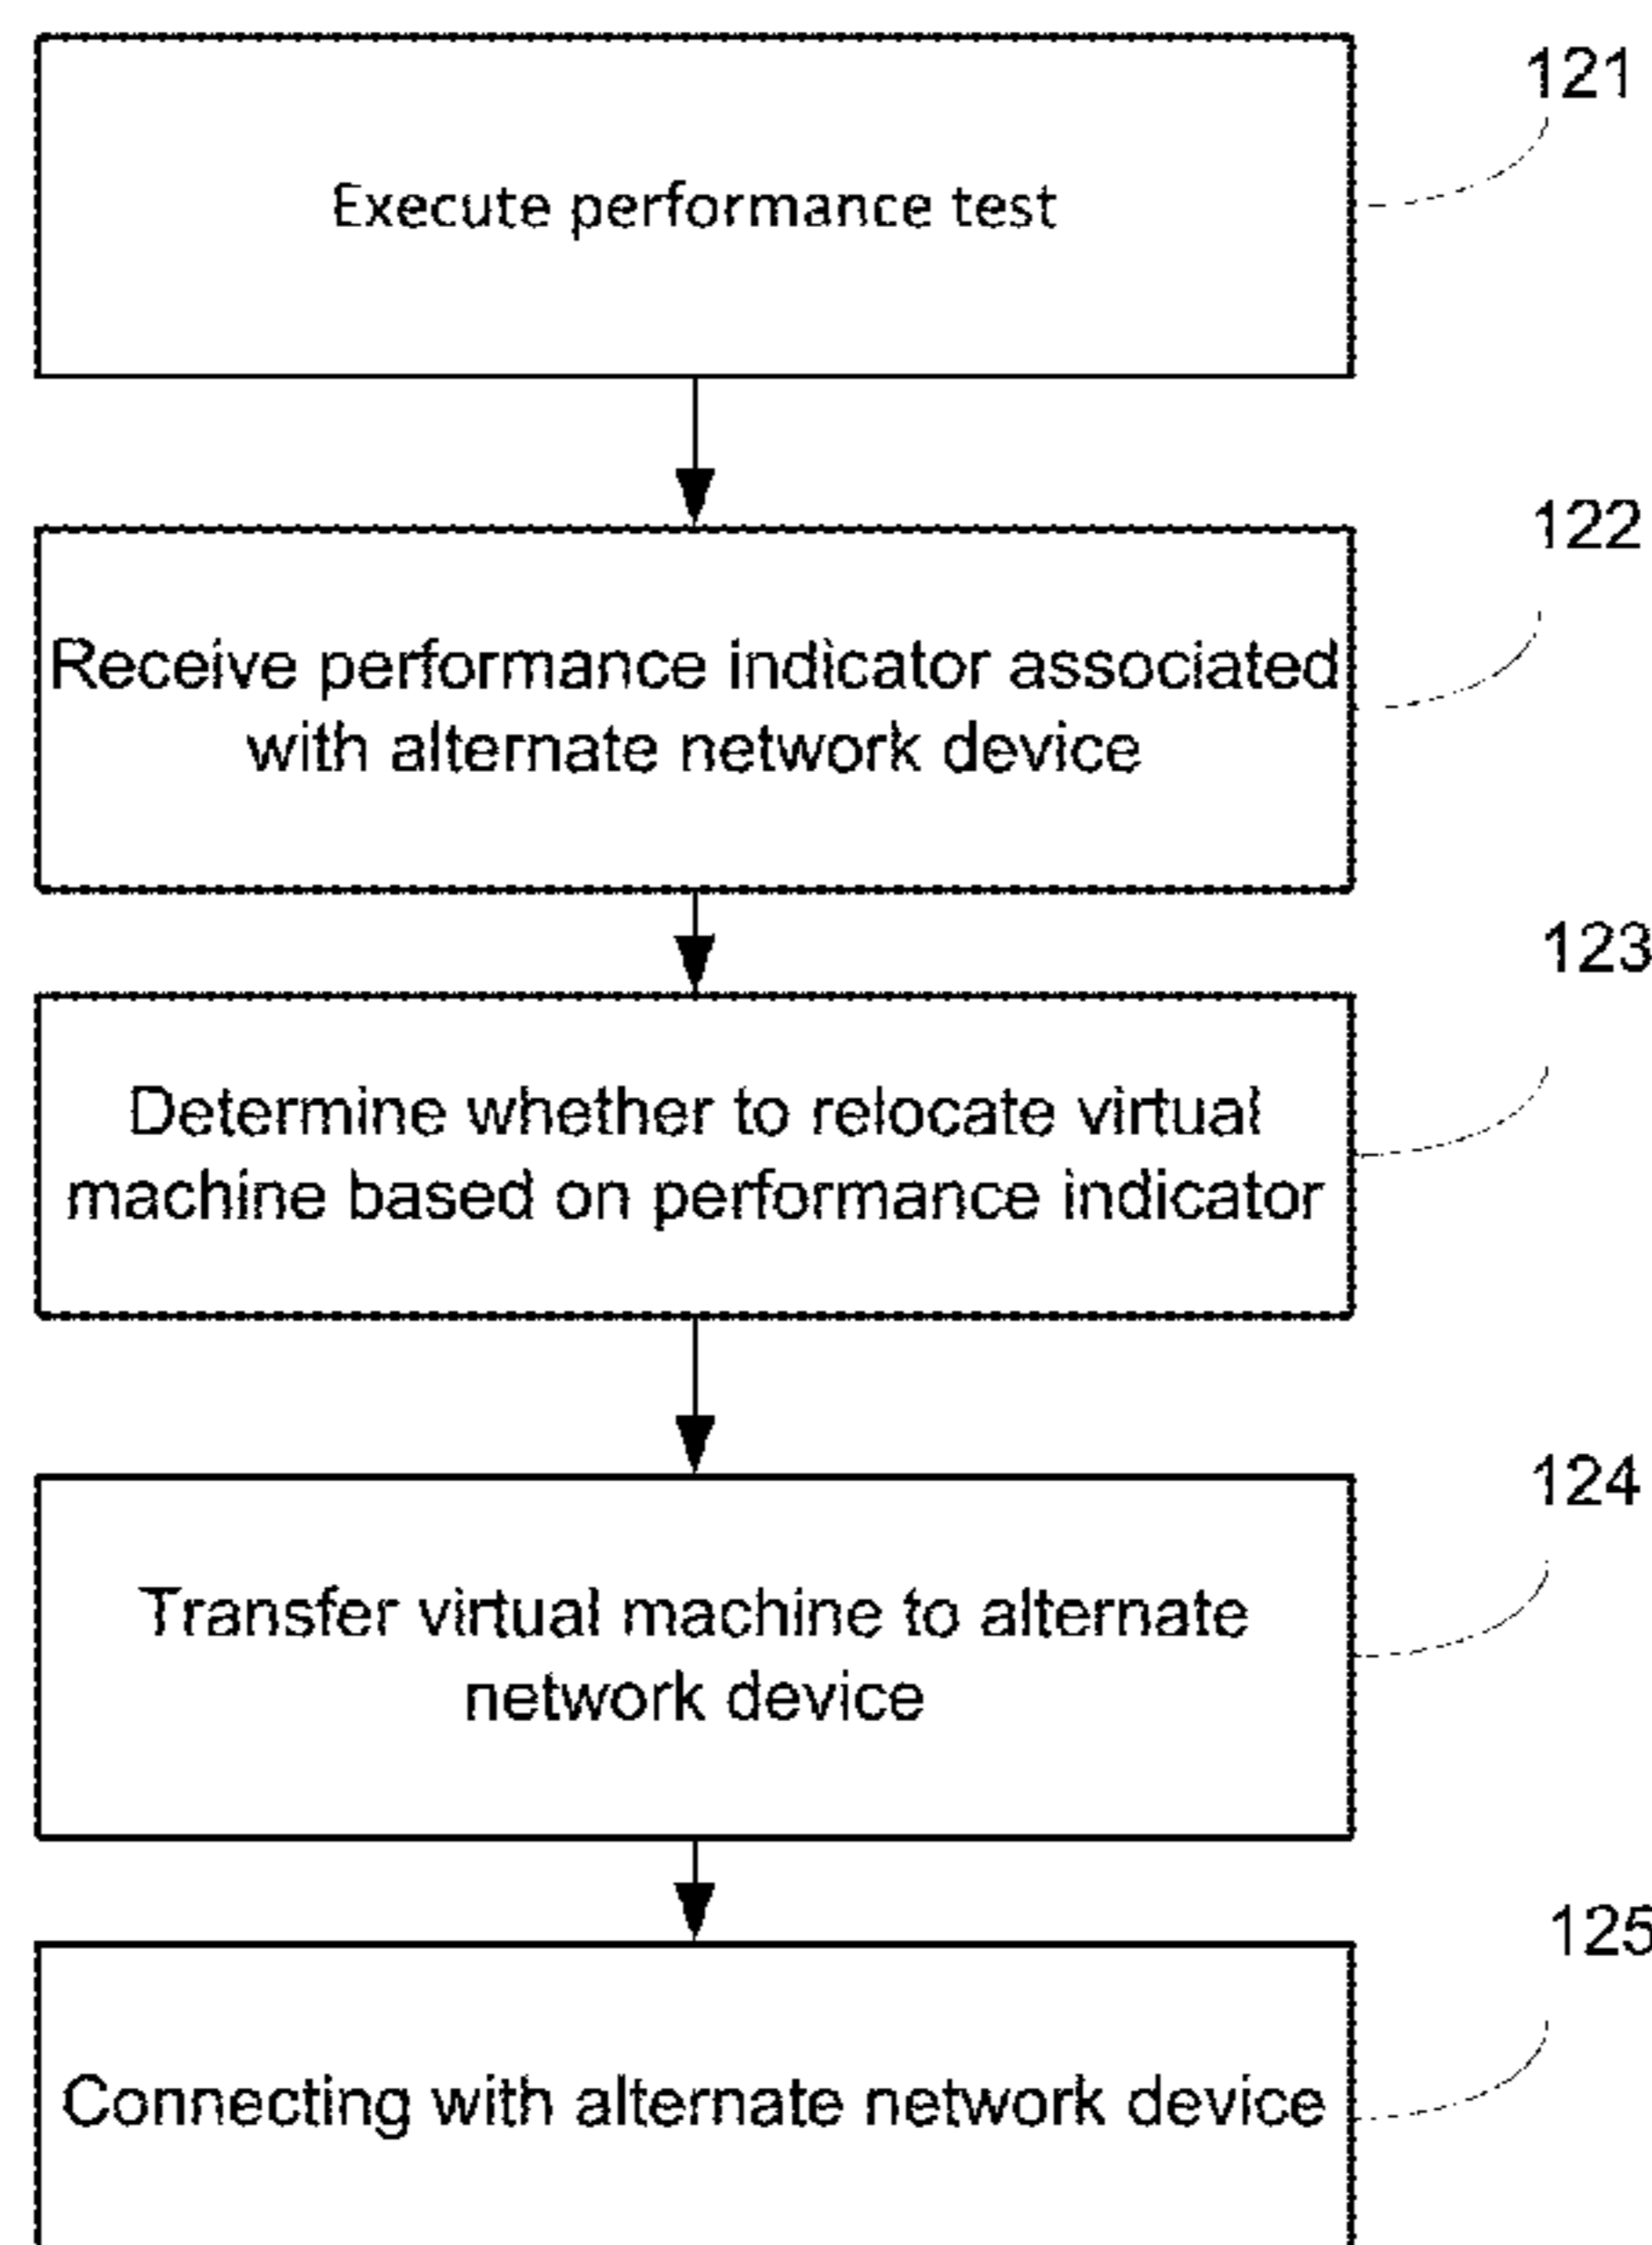 121
Execute performance test
122
Receive performance indicator associated
with alternate network device
123
Determine whether to relocate virtual
machine based on performance indicator
124
Transfer virtual machine to alternate
network device
125
Connecting with alternate network device